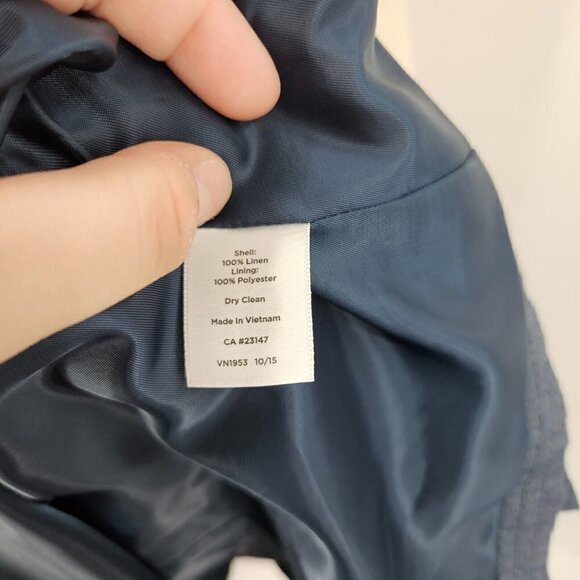 Shell:
100% Linen
Lining:
100% Polyester
Dry Clean
Made In Vietnam
CA #23147
VN1953 10/15